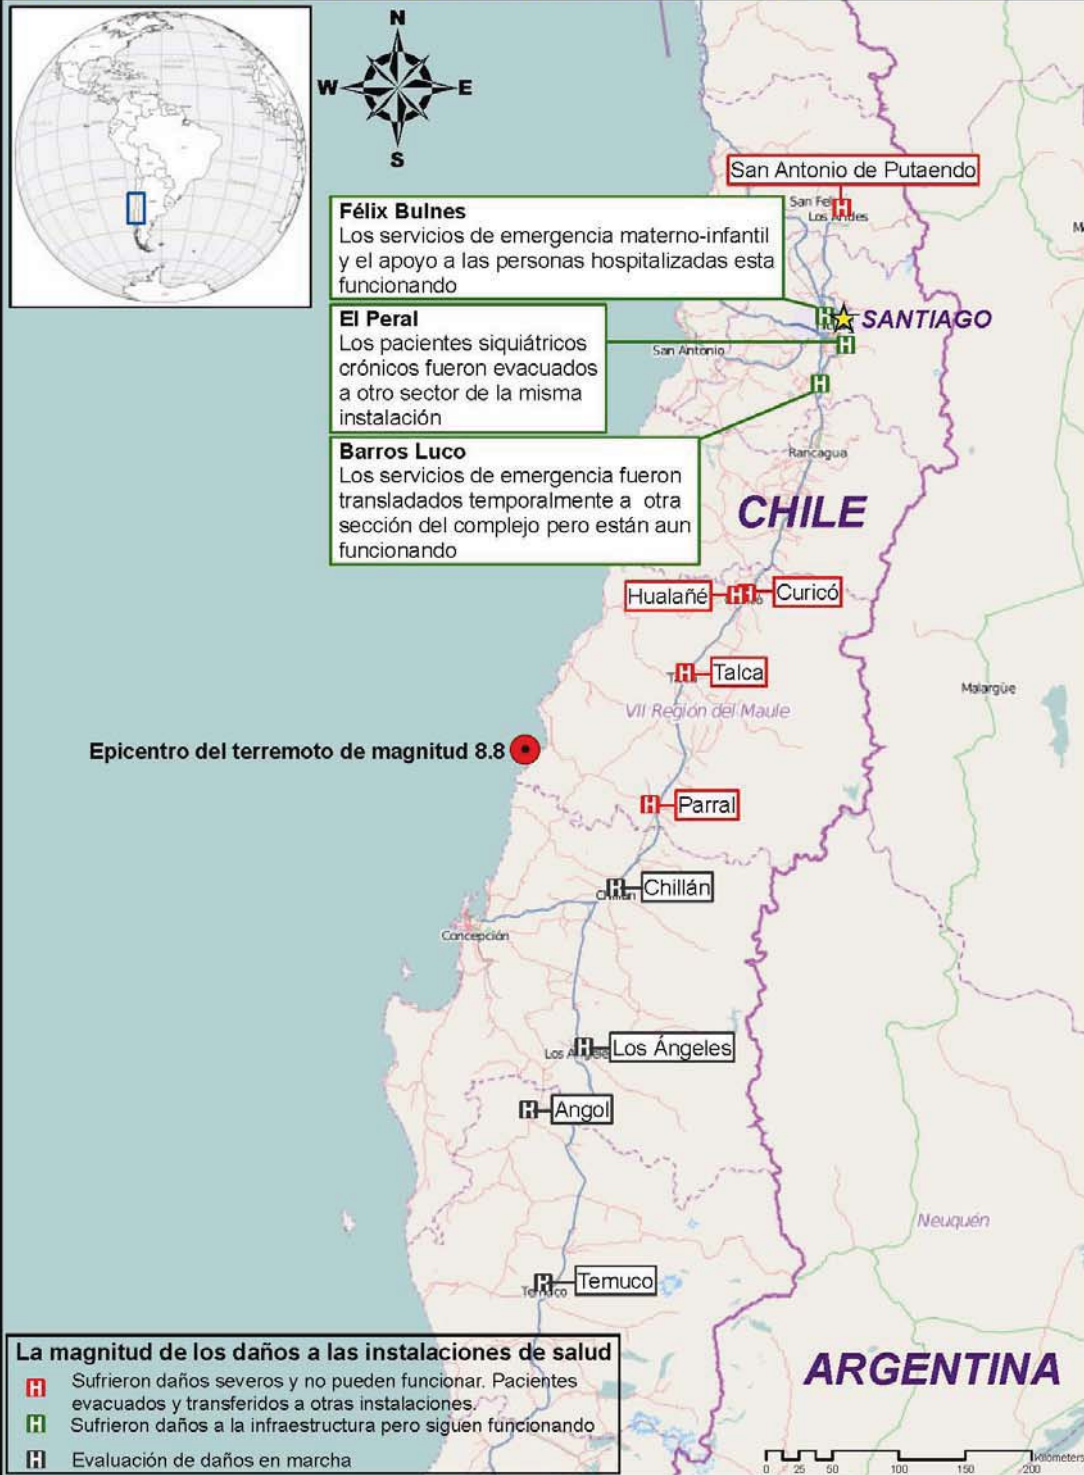 N
W
E
S
San Antonio de Putaendo
Los Andes
Félix Bulnes
Los servicios de emergencia materno-infantil
y el apoyo a las personas hospitalizadas esta
funcionando
SANTIAGO
El Peral
Los pacientes siquiátricos
crónicos fueron evacuados
a otro sector de la misma
instalación
San Antonio
Barros Luco
Los servicios de emergencia fueron
transladados temporalmente a otra
sección del complejo pero están aun
funcionando
Rancagua
CHILE
Hualañé
Curicó
Talca
Malargüe
VII Región del Maule
Epicentro del terremoto de magnitud 8.8
Parral
Chillán
Concepción
Los Ángeles
Angol
Neuquén
Temuco
ARGENTINA
La magnitud de los daños a las instalaciones de salud
H Sufrieron daños severos y no pueden funcionar. Pacientes
evacuados y transferidos a otras instalaciones.
H Sufrieron daños a la infraestructura pero siguen funcionando
H Evaluación de daños en marcha
Kilometers
0 25 50 100 150 200